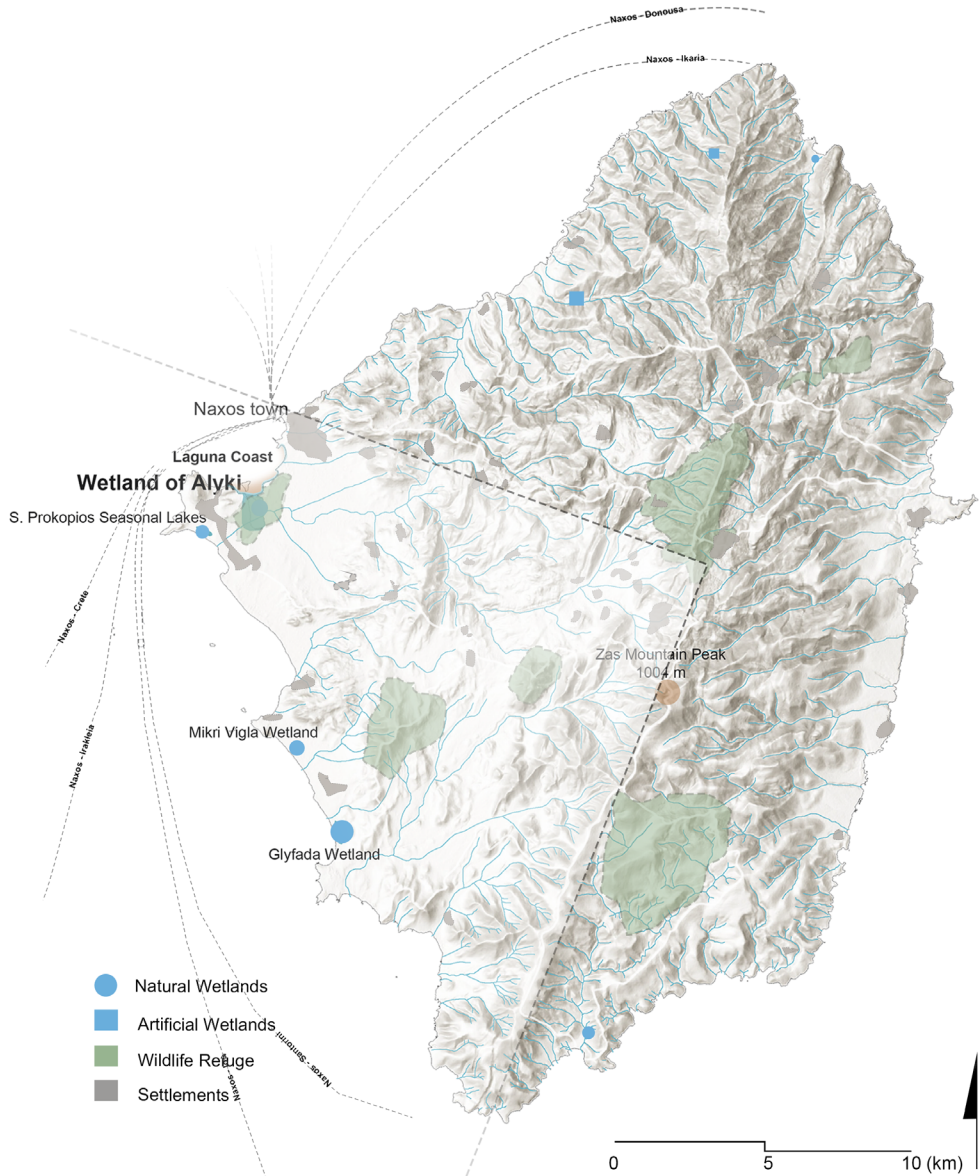 Naxos - Donousa
Naxos - Ikaria
Naxos town
Laguna Coast
Wetland of Alyki
S. Prokopios Seasonal Lakes
Naxos - Crete
Zas Mountain Peak
1004 m
Mikri Vigla Wetland
Naxos - Irakleia
Glyfada Wetland
Natural Wetlands
Artificial Wetlands
Wildlife Refuge
Settlements
Naxos - Santorini
Naxos -
0 5 10 (km)